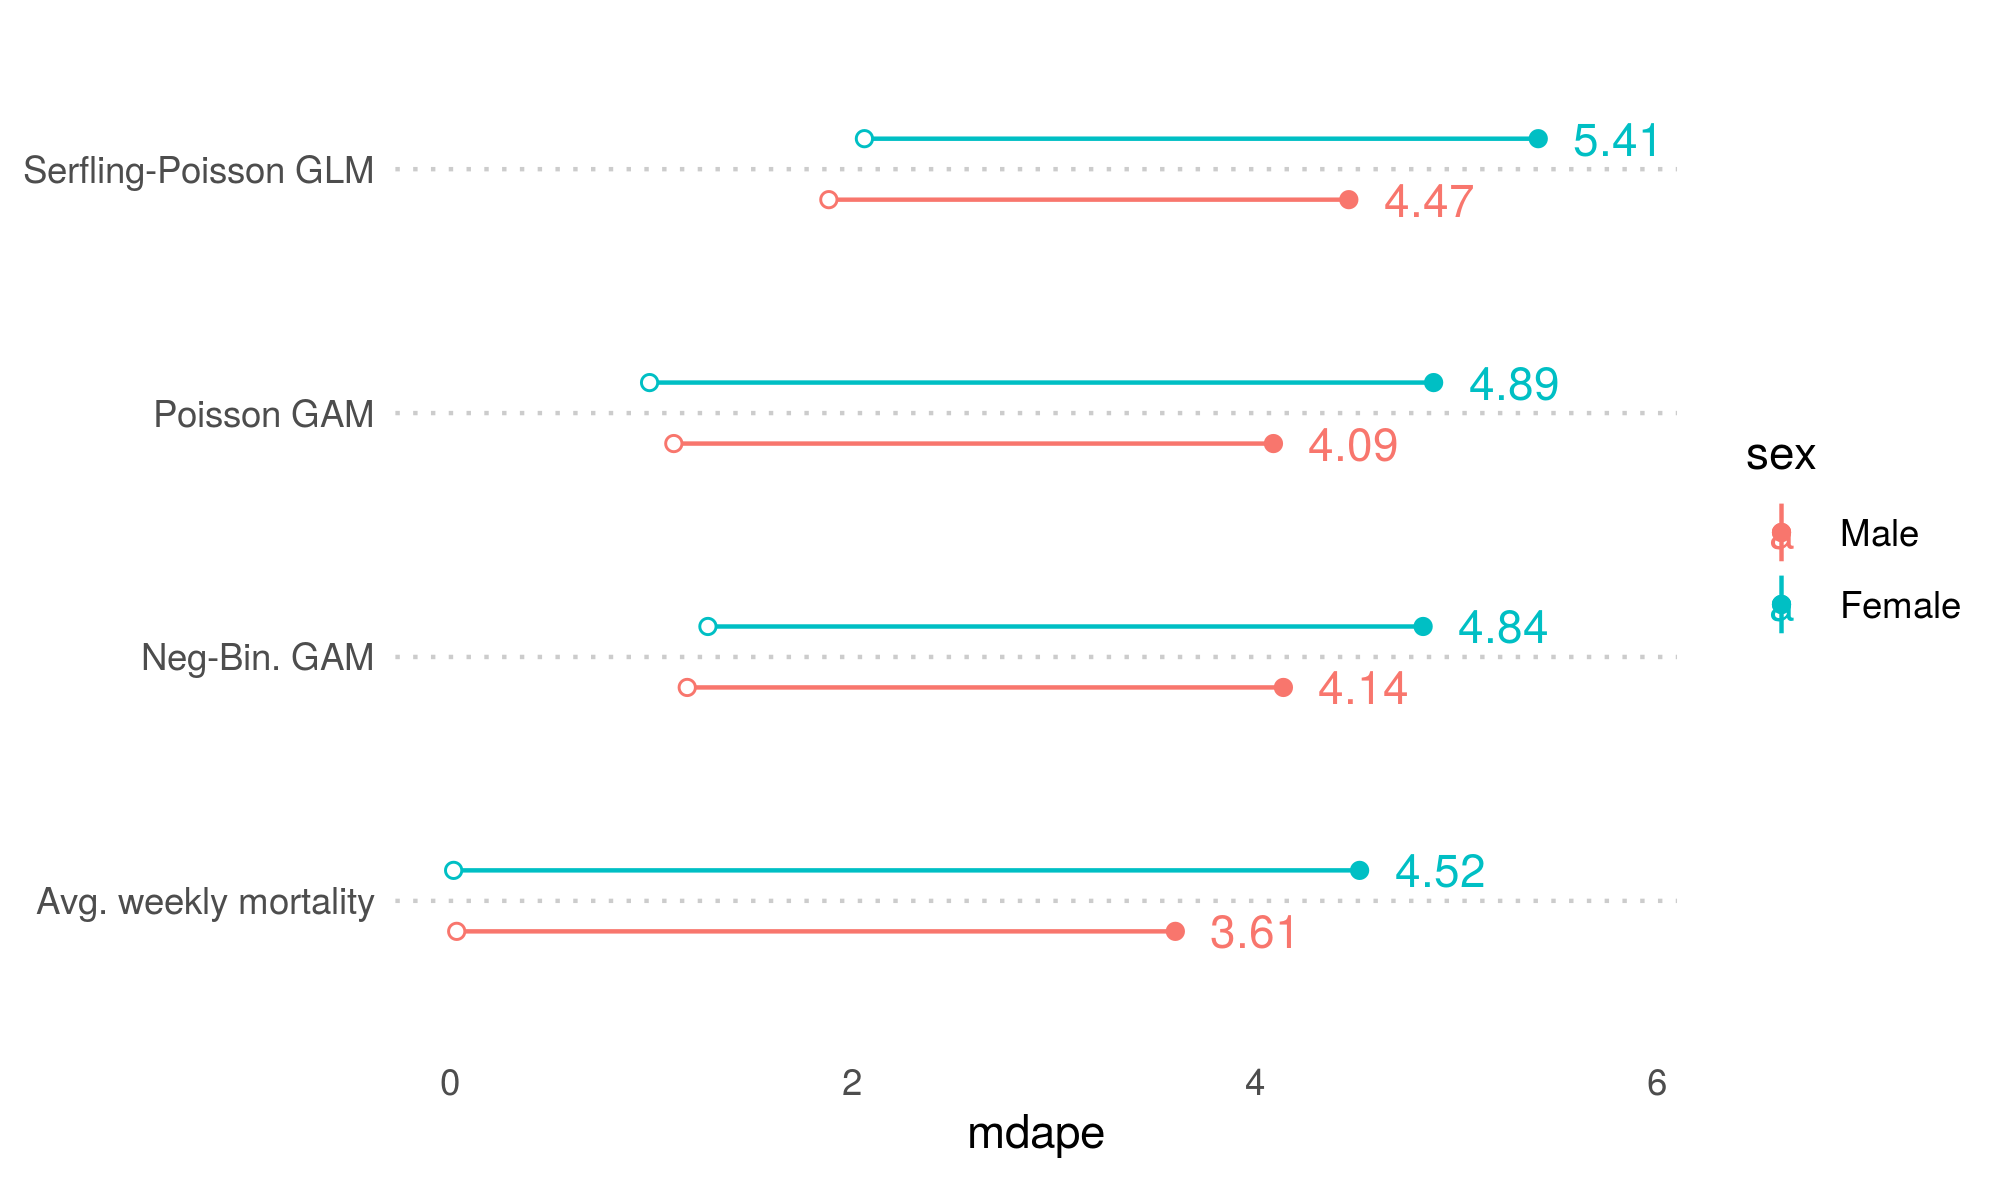 5.41
Serfling-Poisson GLM
4.47
4.89
Poisson GAM
4.09
sex
a Male
a Female
4.84
Neg-Bin. GAM
4.14
4.52
Avg. weekly mortality
3.61
0 2 4 6
mdape